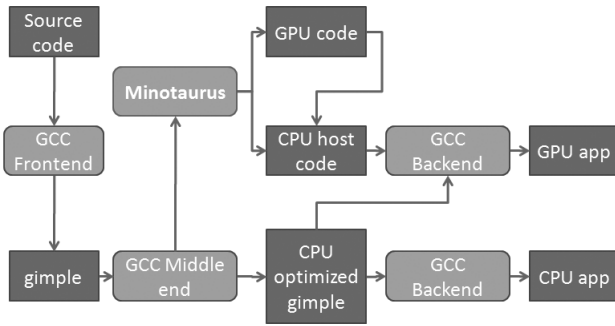 Source
code
GPU code
Minotaurus
GCC
Frontend
CPU host
code
GCC
Backend
GPU app
gimple
GCC Middle
end
CPU
optimized
gimple
GCC
Backend
CPU app